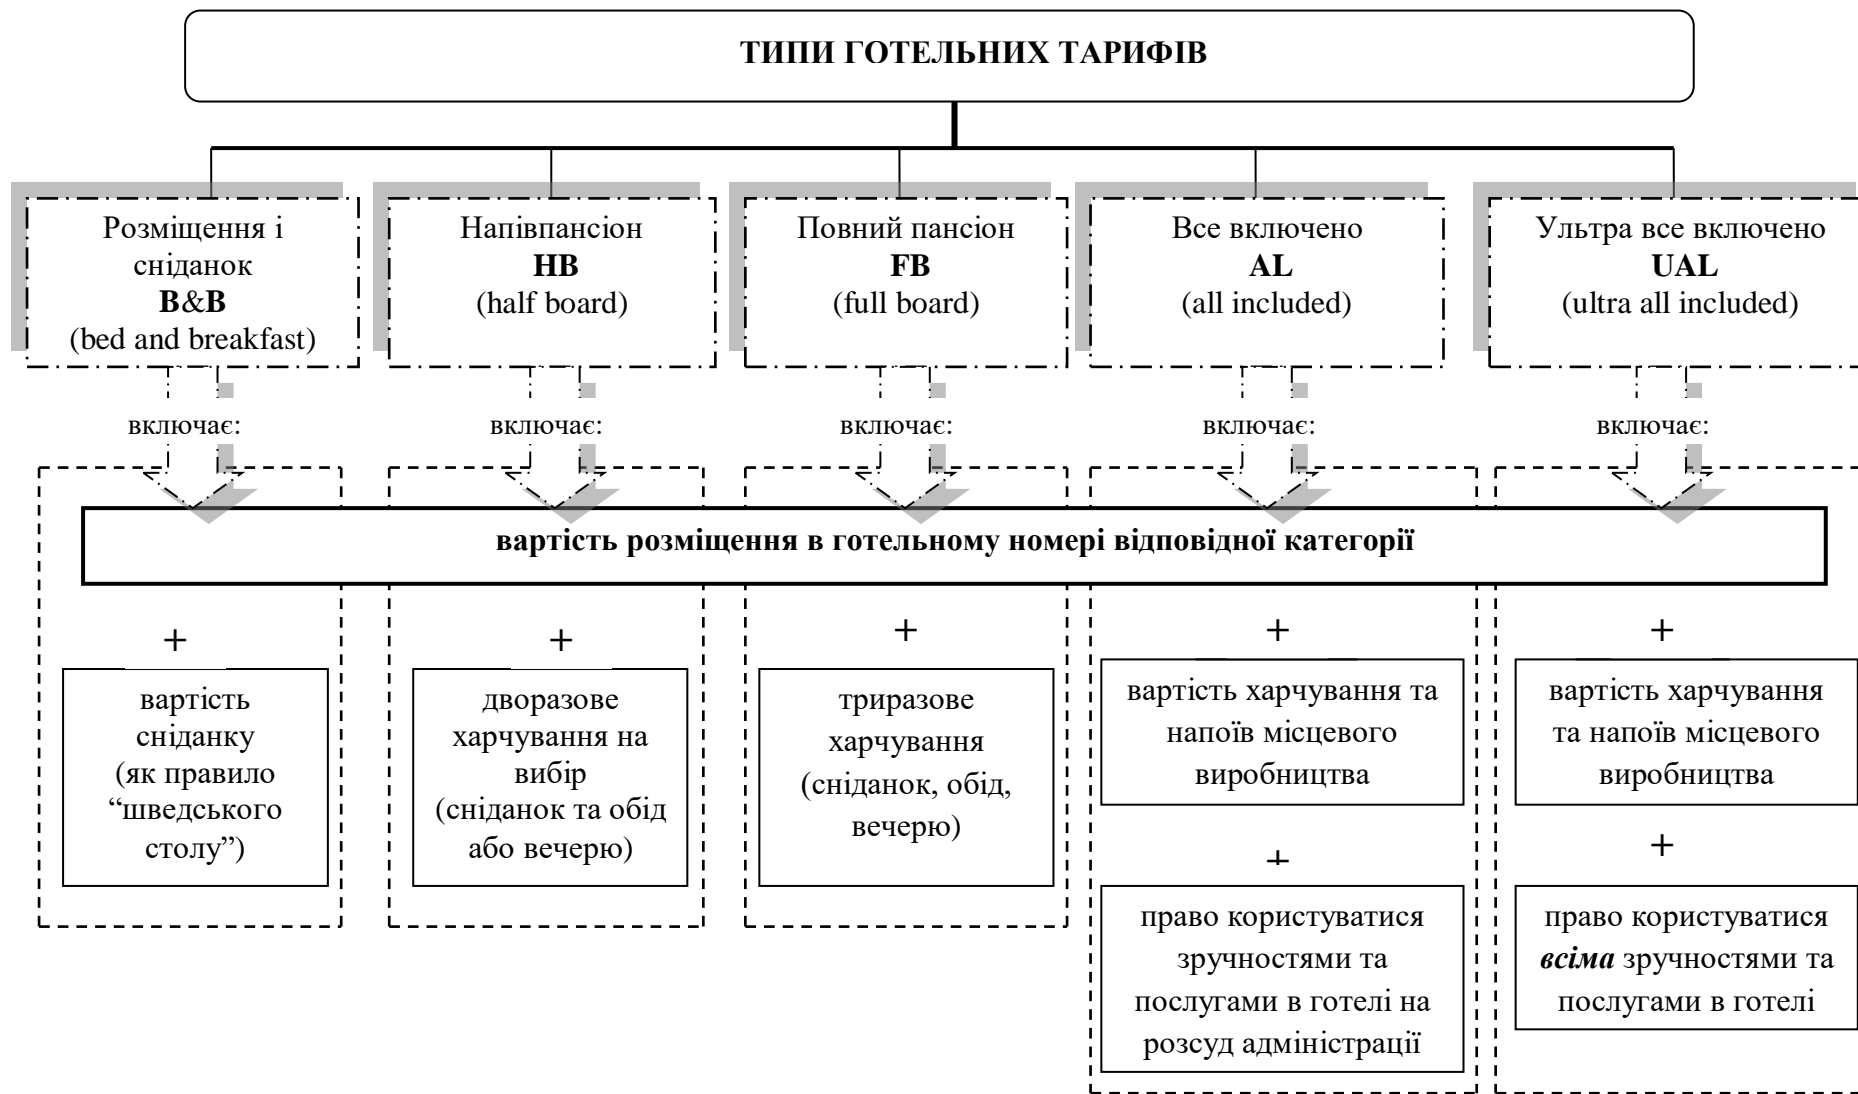 ТИПИ ГОТЕЛЬНИХ ТАРИФІВ
Розміщення і
сніданок
B&B
(bed and breakfast)
Напівпансіон
HB
(half board)
Повний пансіон
FB
(full board)
Все включено
AL
(all included)
Ультра все включено
UAL
(ultra all included)
включає:
включає:
включає:
включає:
включає:
вартість розміщення в готельному номері відповідної категорії
+
вартість
сніданку
(як правило
“шведського
столу”)
+
дворазове
харчування на
вибір
(сніданок та обід
або вечерю)
+
триразове
харчування
(сніданок, обід,
вечерю)
+
вартість харчування та
напоїв місцевого
виробництва
+
право користуватися
зручностями та
послугами в готелі на
розсуд адміністрації
+
вартість харчування
та напоїв місцевого
виробництва
+
право користуватися
всіма зручностями та
послугами в готелі